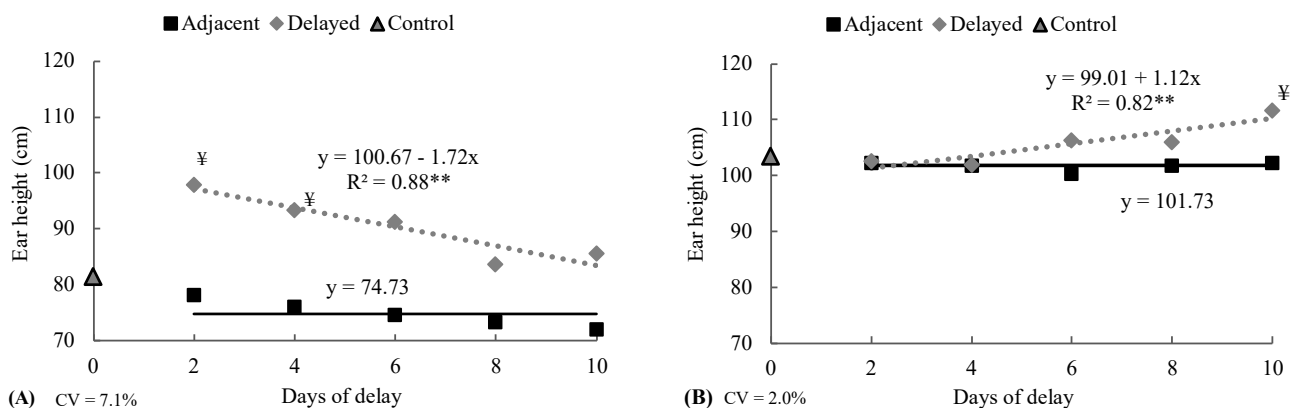 Adjacent Delayed Control
120
110
100
90
80
70
Ear height (cm)
¥
¥
y = 100.67 - 1.72x
R² = 0.88**
y = 74.73
0 2 4 6 8 10
Days of delay
(A) CV = 7.1%
Adjacent Delayed Control
120
110
100
90
80
70
Ear height (cm)
y = 99.01 + 1.12x
R² = 0.82**
¥
y = 101.73
0 2 4 6 8 10
Days of delay
(B) CV = 2.0%